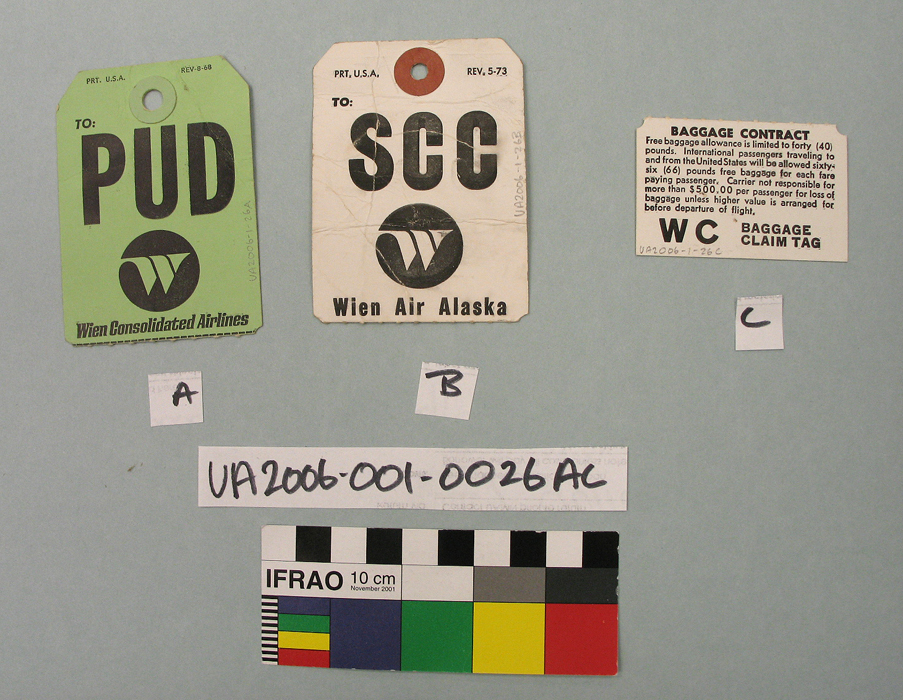 PRT. U.S.A. REV-8-68
TO:
PUD
W
Wien Consolidated Airlines
UA2006-1-26A
PRT. U.S.A. REV. 5-73
TO:
SCC
W
Wien Air Alaska
UA2006-1-26B
BAGGAGE CONTRACT
Free baggage allowance is limited to forty (40)
pounds. International passengers traveling to
and from the United States will be allowed sixty-
six (66) pounds free baggage for each fare
paying passenger. Carrier not responsible for
more than $500.00 per passenger for loss of
baggage unless higher value is arranged for
before departure of flight.
WC BAGGAGE
CLAIM TAG
UA2006-1-26C
A
B
C
UA2006-001-0026AC
IFRAO 10 cm
November 2001